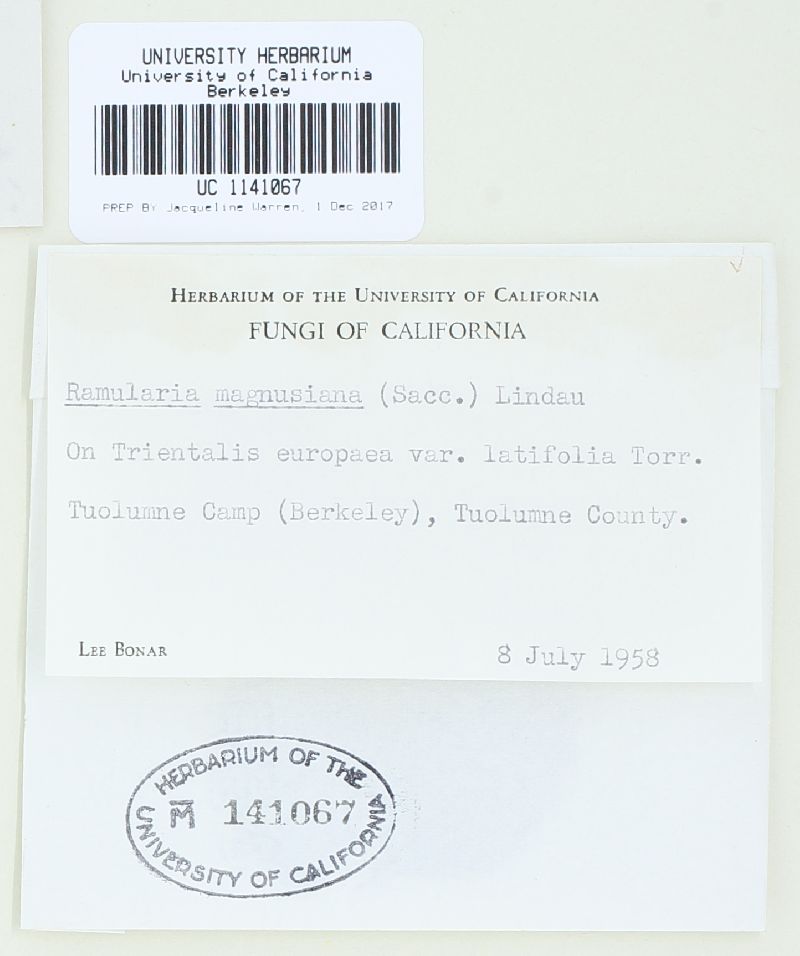 UNIVERSITY HERBARIUM
University of California
Berkeley
UC 1141067
PREP BY Jacqueline Warren, 1 Dec 2017
HERBARIUM OF THE UNIVERSITY OF CALIFORNIA
FUNGI OF CALIFORNIA
Ramularia magnusiana (Sacc.) Lindau
On Trientalis europaea var. latifolia Torr.
Tuolumne Camp (Berkeley), Tuolumne County.
LEE BONAR
8 July 1958
HERBARIUM OF THE
M̅ 141067
UNIVERSITY OF CALIFORNIA